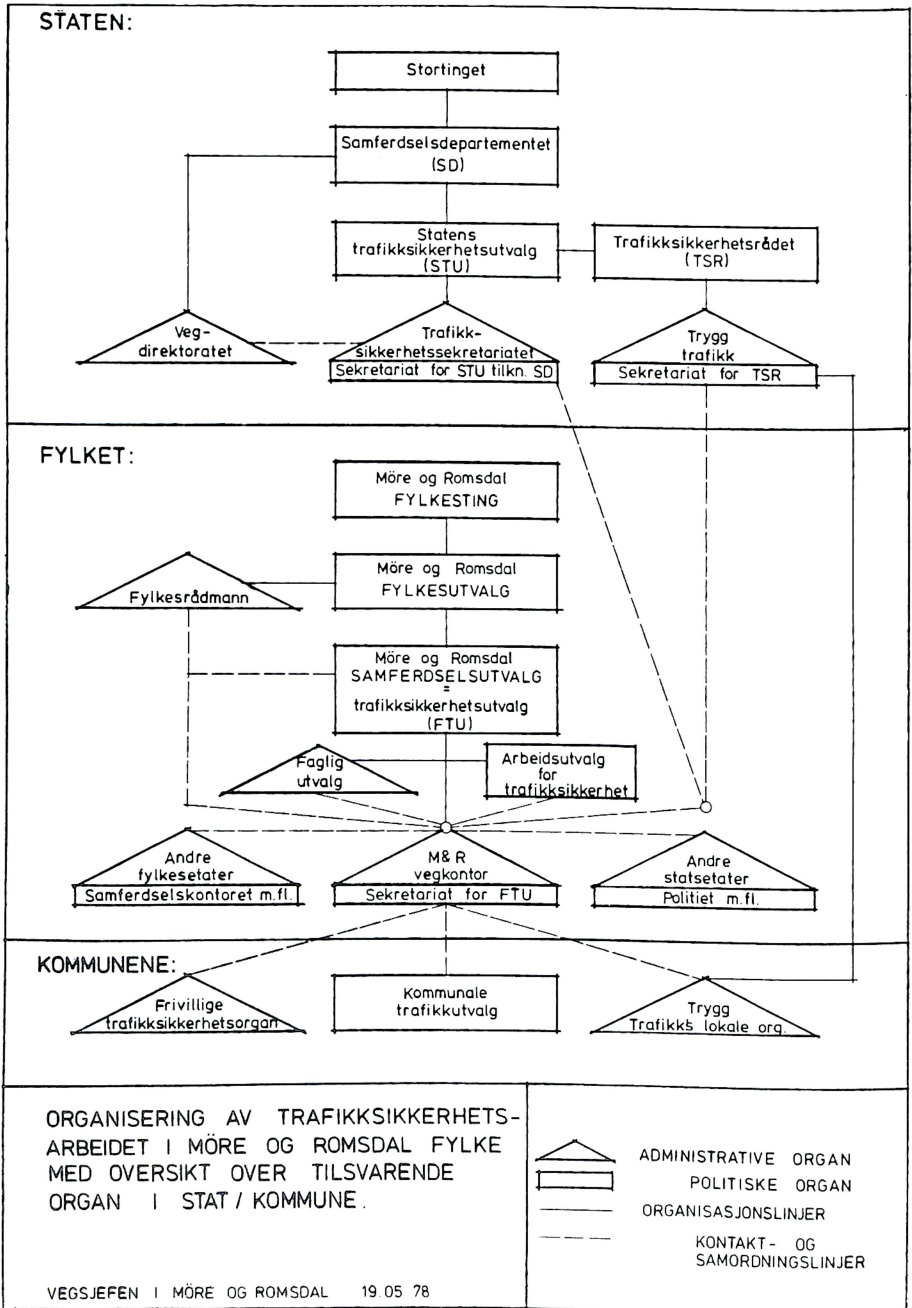 STATEN:
Stortinget
Samferdselsdepartementet
(SD)
Statens
trafikksikkerhetsutvalg
(STU)
Trafikksikkerhetsrådet
(TSR)
Veg-
direktoratet
Trafikk-
sikkerhetssekretariatet
Sekretariat for STU tilkn. SD
Trygg
trafikk
Sekretariat for TSR
FYLKET:
Möre og Romsdal
FYLKESTING
Möre og Romsdal
FYLKESUTVALG
Fylkesrådmann
Möre og Romsdal
SAMFERDSELSUTVALG
=
trafikksikkerhetsutvalg
(FTU)
Faglig
utvalg
Arbeidsutvalg
for
trafikksikkerhet
Andre
fylkesetater
Samferdselskontoret m.fl.
M&R
vegkontor
Sekretariat for FTU
Andre
statsetater
Politiet m.fl.
KOMMUNENE:
Frivillige
trafikksikkerhetsorgan
Kommunale
trafikkutvalg
Trygg
Trafikk's lokale org.
ORGANISERING AV TRAFIKKSIKKERHETS-
ARBEIDET I MÖRE OG ROMSDAL FYLKE
MED OVERSIKT OVER TILSVARENDE
ORGAN I STAT / KOMMUNE.
VEGSJEFEN I MÖRE OG ROMSDAL 19.05 78
ADMINISTRATIVE ORGAN
POLITISKE ORGAN
ORGANISASJONSLINJER
KONTAKT- OG
SAMORDNINGSLINJER